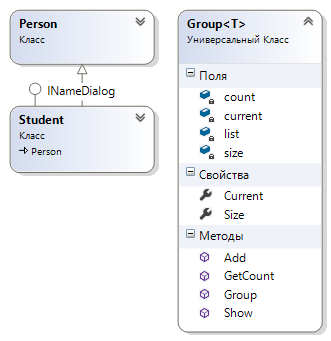 Person
Класс
INameDialog
Student
Класс
Person
Group<T>
Универсальный Класс
Поля
count
current
list
size
Свойства
Current
Size
Методы
Add
GetCount
Group
Show